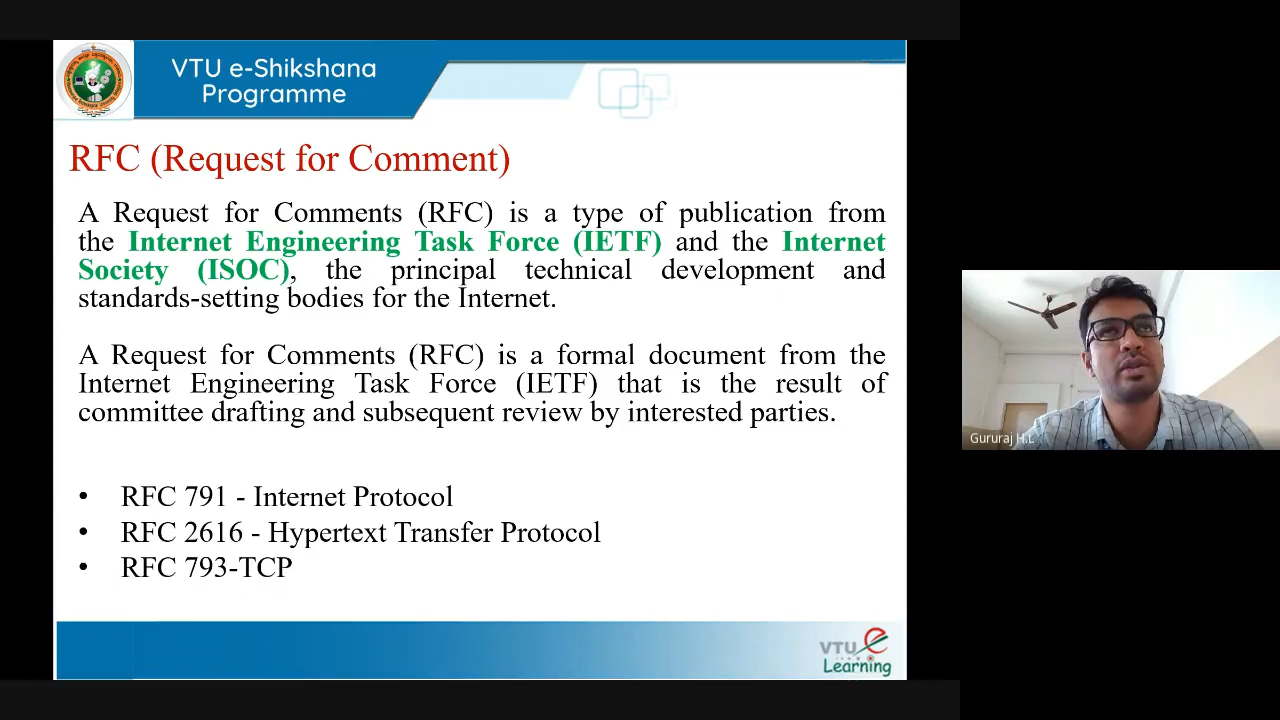 VTU e-Shikshana
Programme
RFC (Request for Comment)
A Request for Comments (RFC) is a type of publication from
the Internet Engineering Task Force (IETF) and the Internet
Society (ISOC), the principal technical development and
standards-setting bodies for the Internet.
A Request for Comments (RFC) is a formal document from the
Internet Engineering Task Force (IETF) that is the result of
committee drafting and subsequent review by interested parties.
• RFC 791 - Internet Protocol
• RFC 2616 - Hypertext Transfer Protocol
• RFC 793-TCP
VTU e
Learning
Gururaj H.L